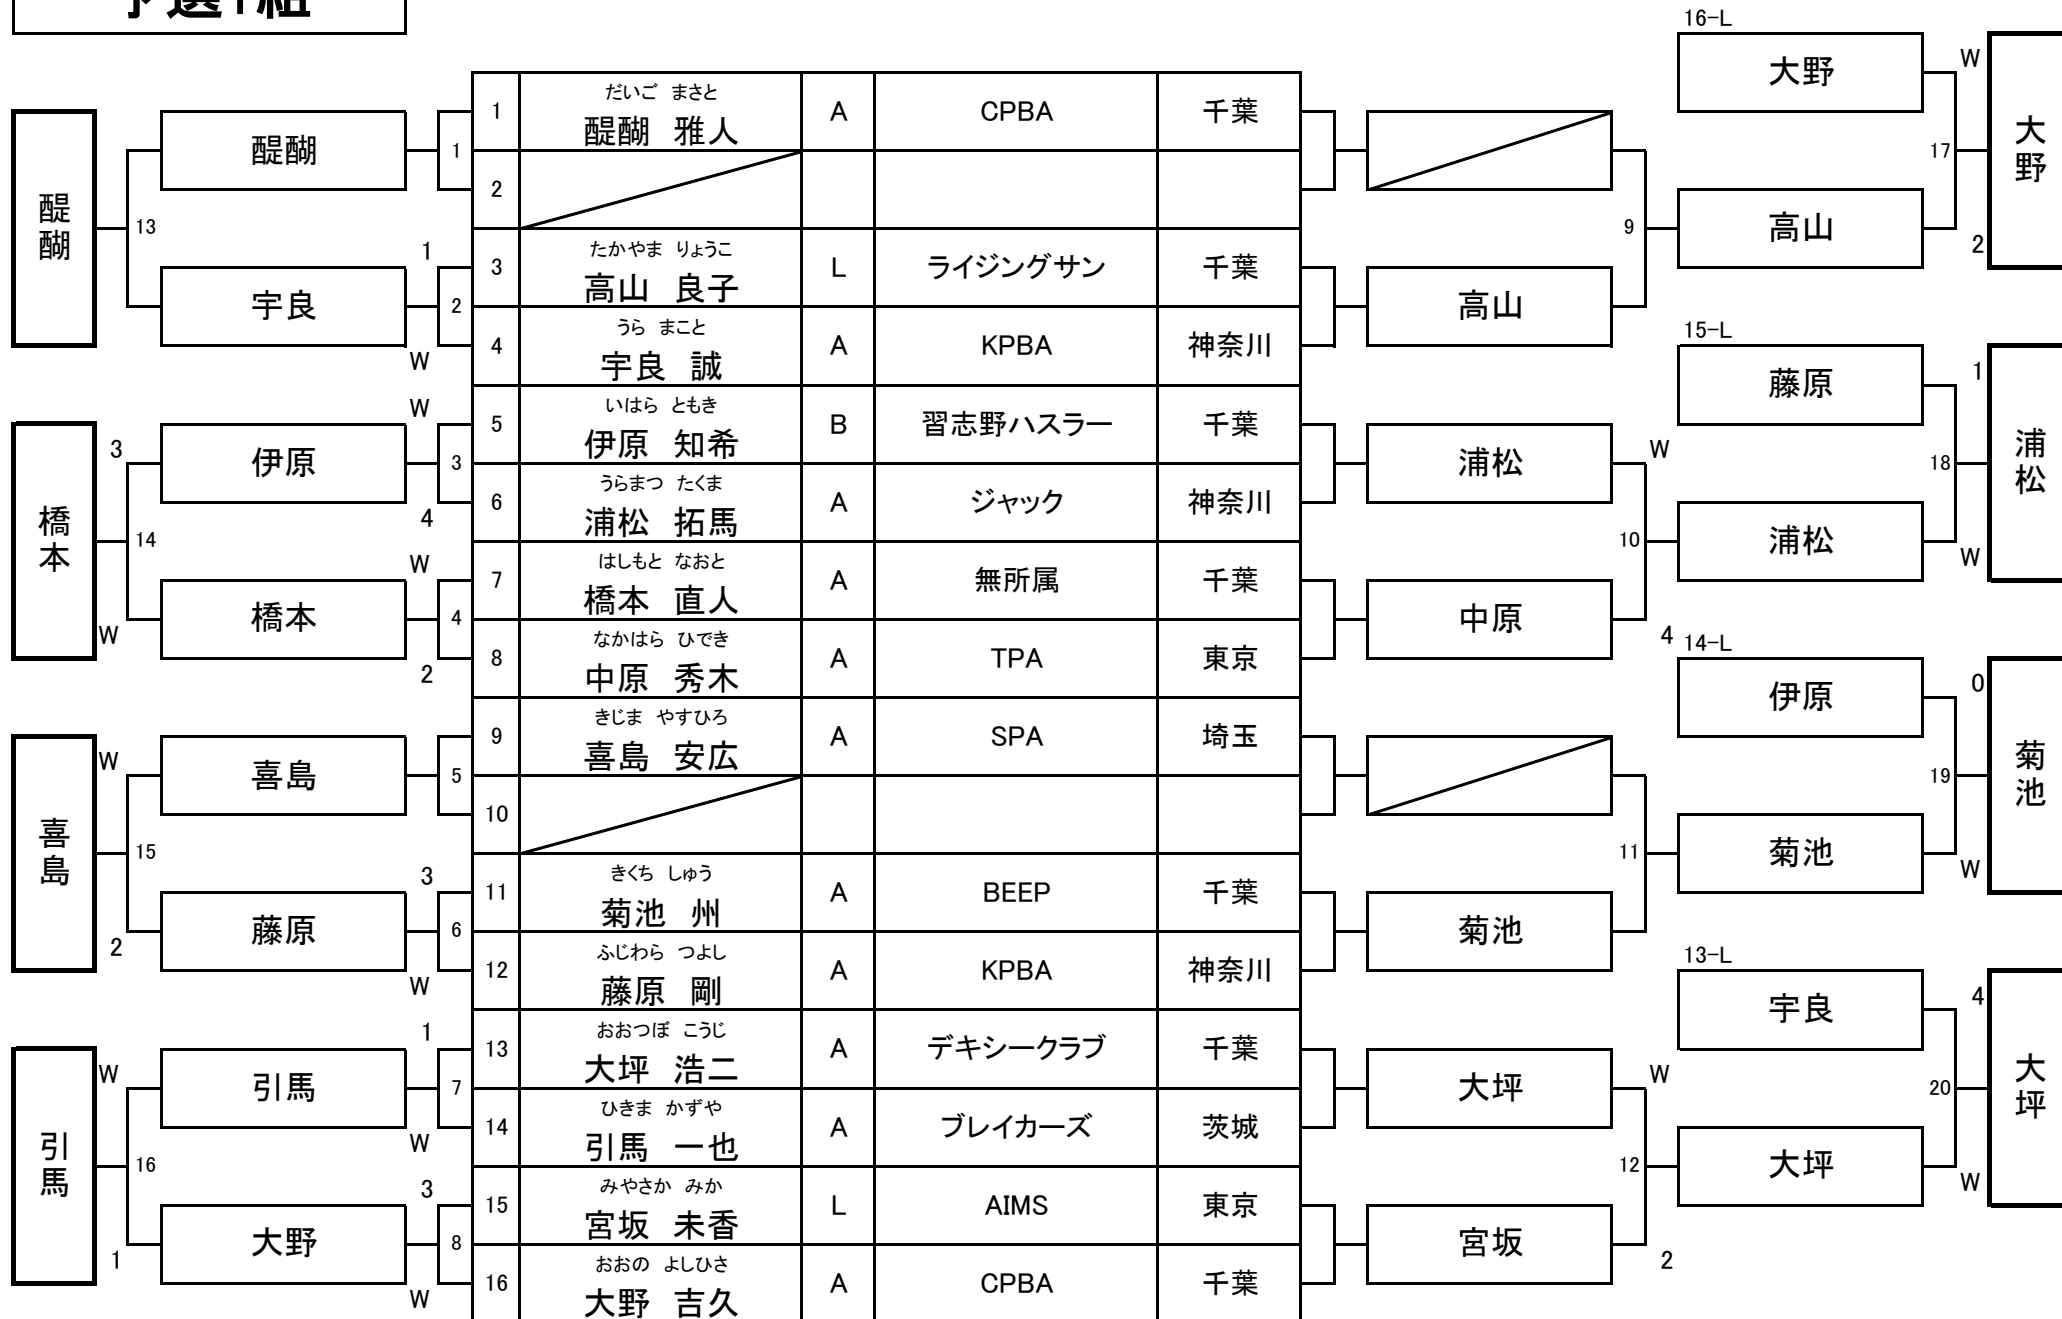 予選1組
16-L
大野
W
大野
17
高山
2
15-L
藤原
1
浦松
18
浦松
W
14-L
伊原
0
菊池
19
菊池
W
13-L
宇良
4
大坪
20
大坪
W
醍醐
13
醍醐
1
宇良
1
2
W
橋本
3
14
W
伊原
W
3
4
橋本
W
4
2
喜島
W
15
2
喜島
5
藤原
3
6
W
引馬
W
16
1
引馬
1
7
W
大野
3
8
W
1 だいご まさと
醍醐 雅人 A CPBA 千葉
2
3 たかやま りょうこ
高山 良子 L ライジングサン 千葉
4 うら まこと
宇良 誠 A KPBA 神奈川
5 いはら ともき
伊原 知希 B 習志野ハスラー 千葉
6 うらまつ たくま
浦松 拓馬 A ジャック 神奈川
7 はしもと なおと
橋本 直人 A 無所属 千葉
8 なかはら ひでき
中原 秀木 A TPA 東京
9 きじま やすひろ
喜島 安広 A SPA 埼玉
10
11 きくち しゅう
菊池 州 A BEEP 千葉
12 ふじわら つよし
藤原 剛 A KPBA 神奈川
13 おおつぼ こうじ
大坪 浩二 A デキシークラブ 千葉
14 ひきま かずや
引馬 一也 A ブレイカーズ 茨城
15 みやさか みか
宮坂 未香 L AIMS 東京
16 おおの よしひさ
大野 吉久 A CPBA 千葉
9
高山
浦松
W
10
中原
4
11
菊池
大坪
W
12
宮坂
2